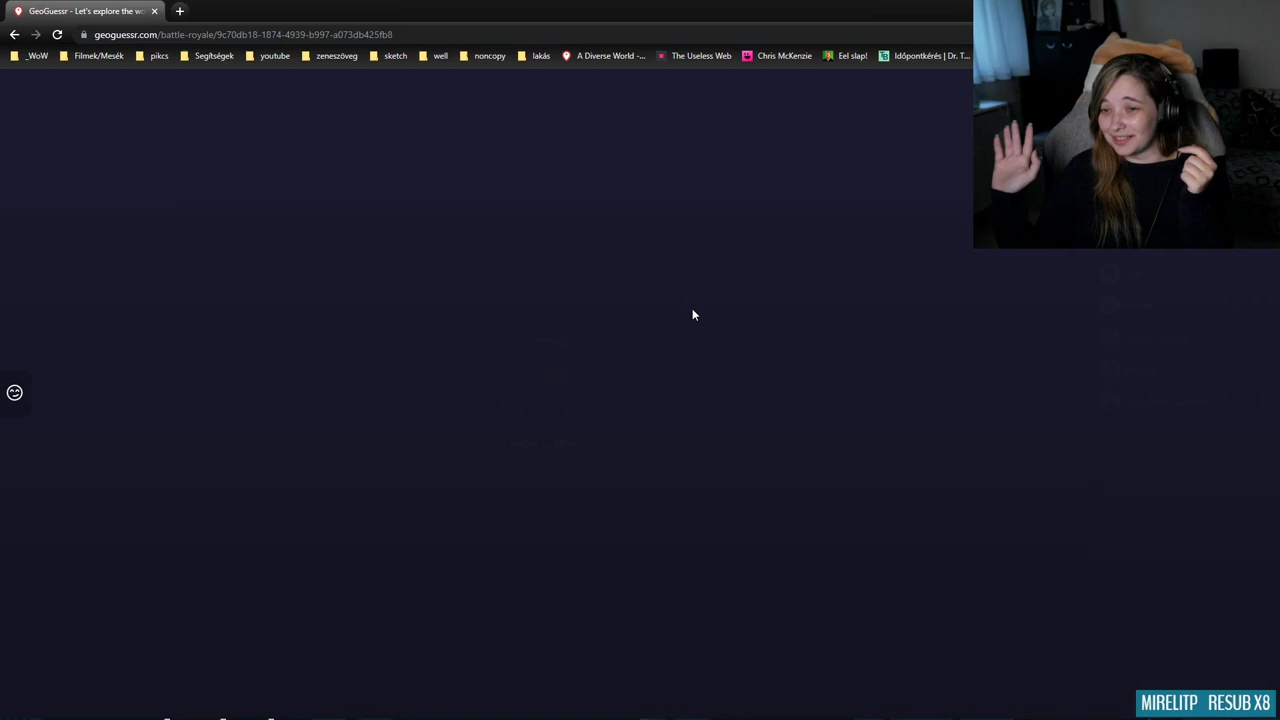 GeoGuessr - Let's explore the wo
geoguessr.com/battle-royale/9c70db18-1874-4939-b997-a073db425fb8
_WoW Filmek/Mesék pikcs Segítségek youtube zeneszöveg sketch well noncopy lakás A Diverse World -... The Useless Web Chris McKenzie Eel slap! Időpontkérés | Dr. T...
MIRELITP RESUB X8